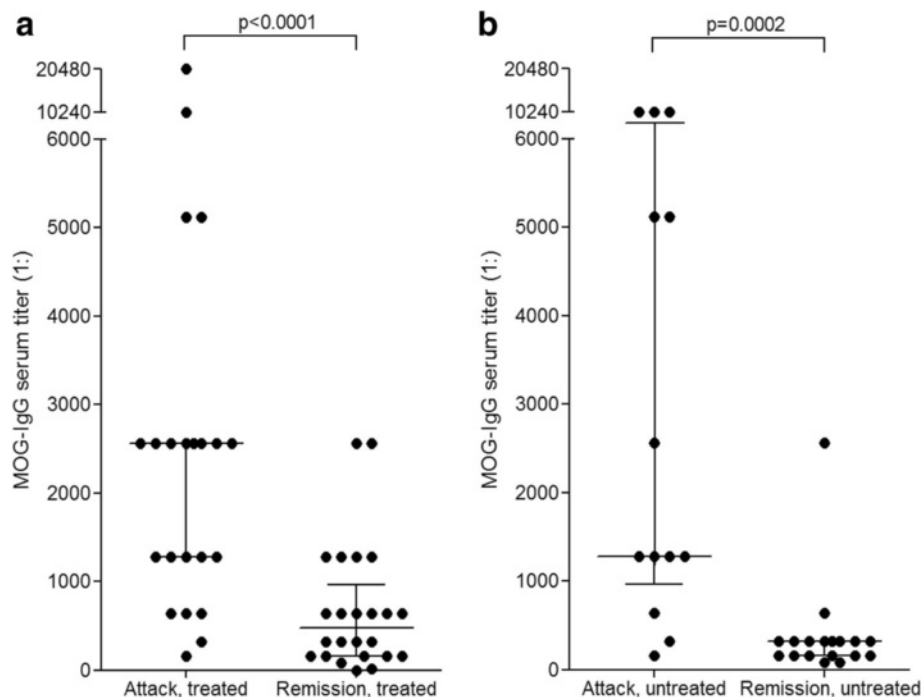 a
p<0.0001
20480
10240
6000
5000
4000
3000
2000
1000
0
MOG-IgG serum titer (1:)
Attack, treated
Remission, treated
b
p=0.0002
20480
10240
6000
5000
4000
3000
2000
1000
0
MOG-IgG serum titer (1:)
Attack, untreated
Remission, untreated